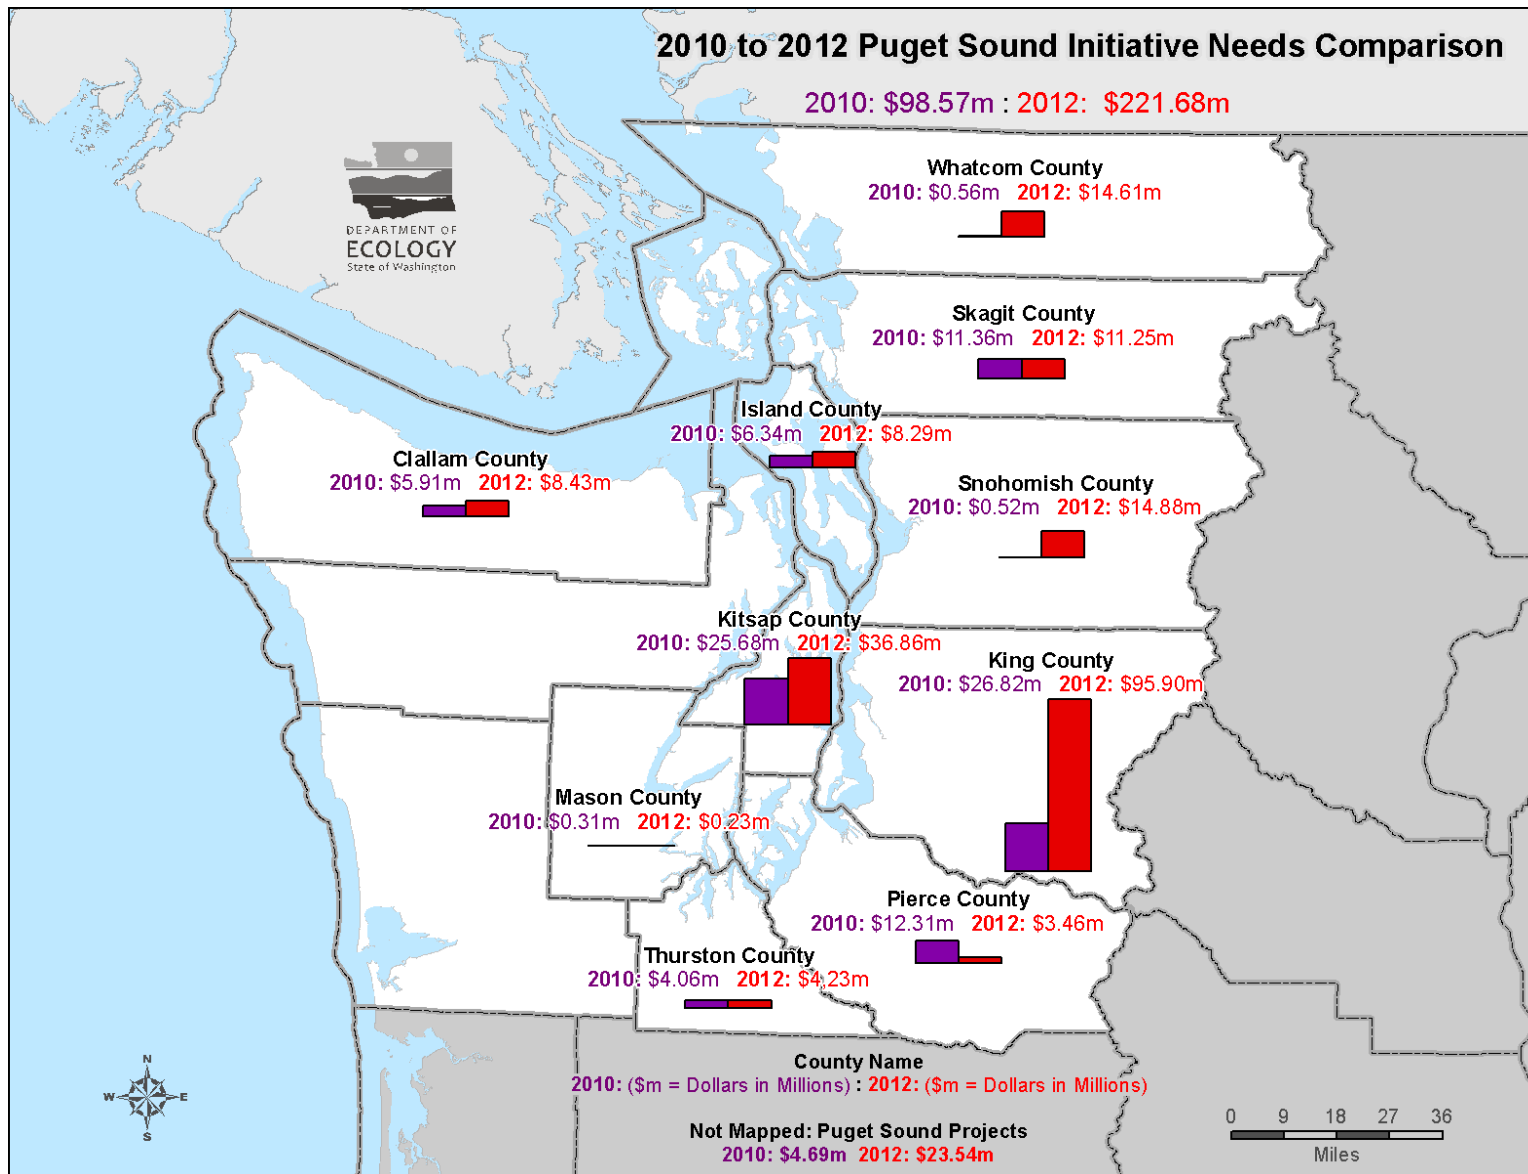 2010 to 2012 Puget Sound Initiative Needs Comparison
2010: $98.57m : 2012: $221.68m
DEPARTMENT OF
ECOLOGY
State of Washington
Whatcom County
2010: $0.56m 2012: $14.61m
Skagit County
2010: $11.36m 2012: $11.25m
Island County
2010: $6.34m 2012: $8.29m
Clallam County
2010: $5.91m 2012: $8.43m
Snohomish County
2010: $0.52m 2012: $14.88m
Kitsap County
2010: $25.68m 2012: $36.86m
King County
2010: $26.82m 2012: $95.90m
Mason County
2010: $0.31m 2012: $0.23m
Pierce County
2010: $12.31m 2012: $3.46m
Thurston County
2010: $4.06m 2012: $4.23m
County Name
2010: ($m = Dollars in Millions) : 2012: ($m = Dollars in Millions)
Not Mapped: Puget Sound Projects
2010: $4.69m 2012: $23.54m
N
W E
S
0 9 18 27 36
Miles